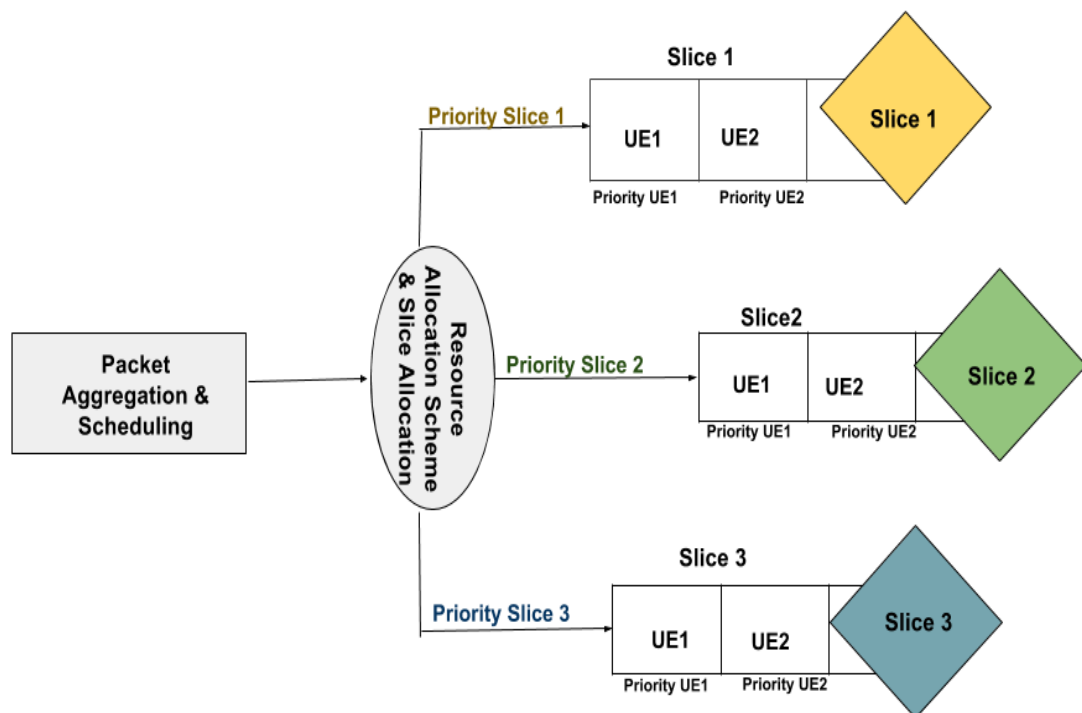 Packet
Aggregation &
Scheduling
Resource
Allocation Scheme
& Slice Allocation
Priority Slice 1
Slice 1
UE1
UE2
Priority UE1
Priority UE2
Slice 1
Priority Slice 2
Slice2
UE1
UE2
Priority UE1
Priority UE2
Slice 2
Priority Slice 3
Slice 3
UE1
UE2
Priority UE1
Priority UE2
Slice 3